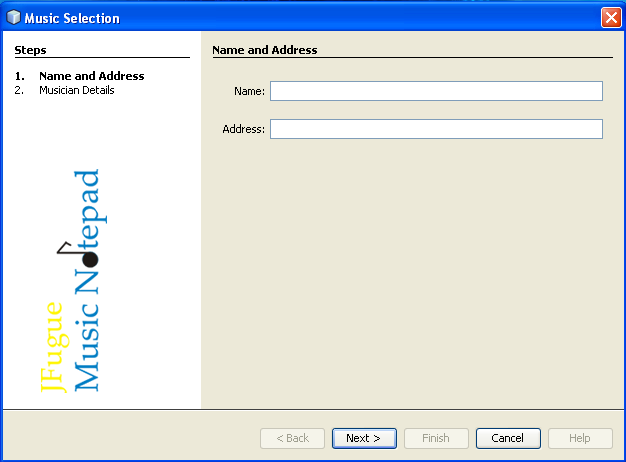 Music Selection
Steps
1. Name and Address
2. Musician Details
JFugue
Music Notepad
Name and Address
Name:
Address:
< Back
Next >
Finish
Cancel
Help